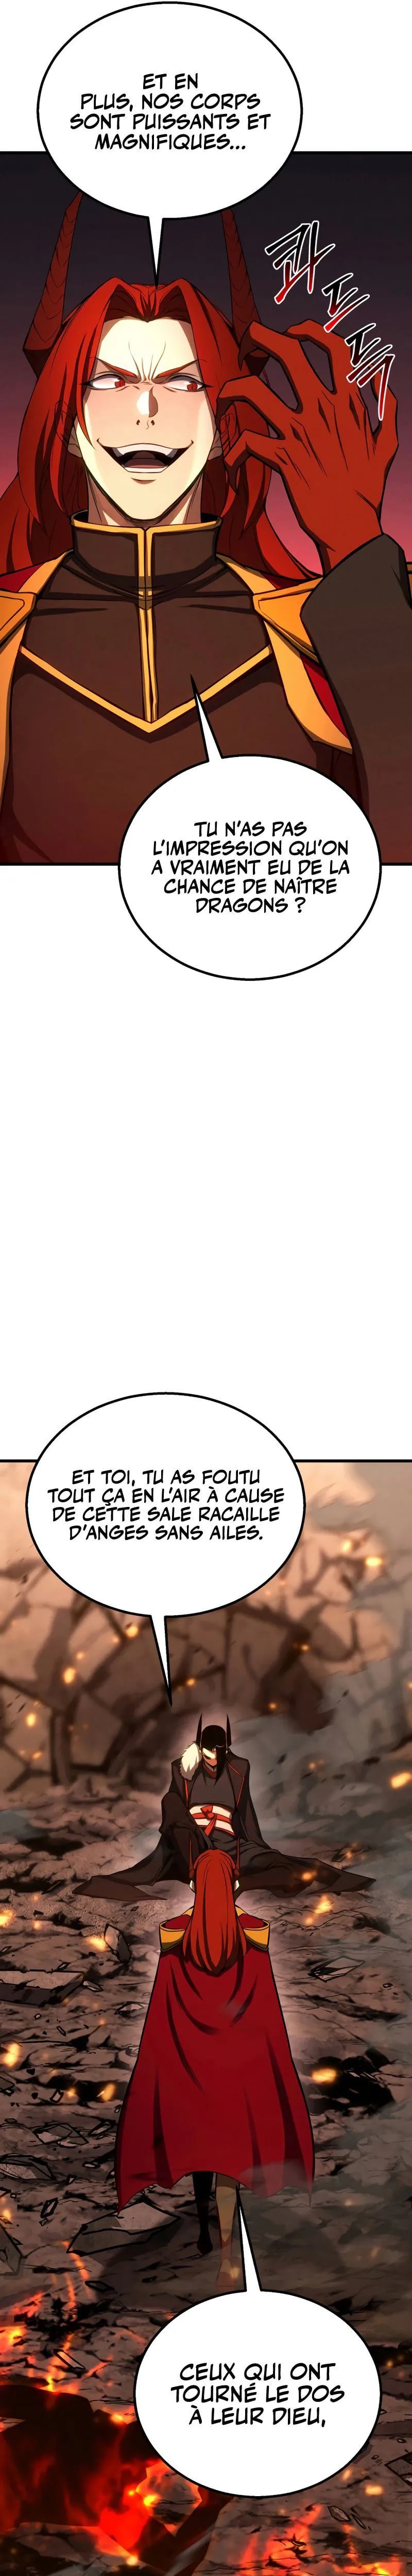 ET EN
PLUS, NOS CORPS
SONT PUISSANTS ET
MAGNIFIQUES...
TU N'AS PAS
L'IMPRESSION QU'ON
A VRAIMENT EU DE LA
CHANCE DE NAÎTRE
DRAGONS ?
ET TOI, TU AS FOUTU
TOUT ÇA EN L'AIR À CAUSE
DE CETTE SALE RACAILLE
D'ANGES SANS AILES.
CEUX QUI ONT
TOURNÉ LE DOS
À LEUR DIEU,